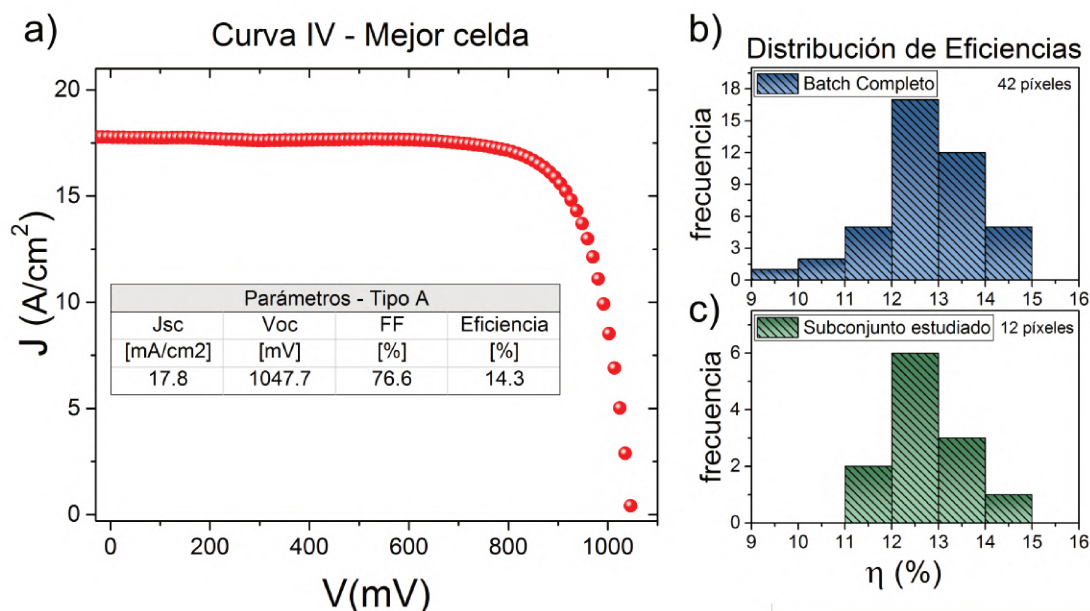 a)
Curva IV - Mejor celda
20
15
10
5
0
J (A/cm²)
Parámetros - Tipo A
Jsc Voc FF Eficiencia
[mA/cm2] [mV] [%] [%]
17.8 1047.7 76.6 14.3
0 200 400 600 800 1000
V(mV)
b)
Distribución de Eficiencias
Batch Completo 42 píxeles
18
15
12
9
6
3
0
frecuencia
9 10 11 12 13 14 15 16
c)
Subconjunto estudiado 12 píxeles
6
4
2
0
frecuencia
9 10 11 12 13 14 15 16
η (%)